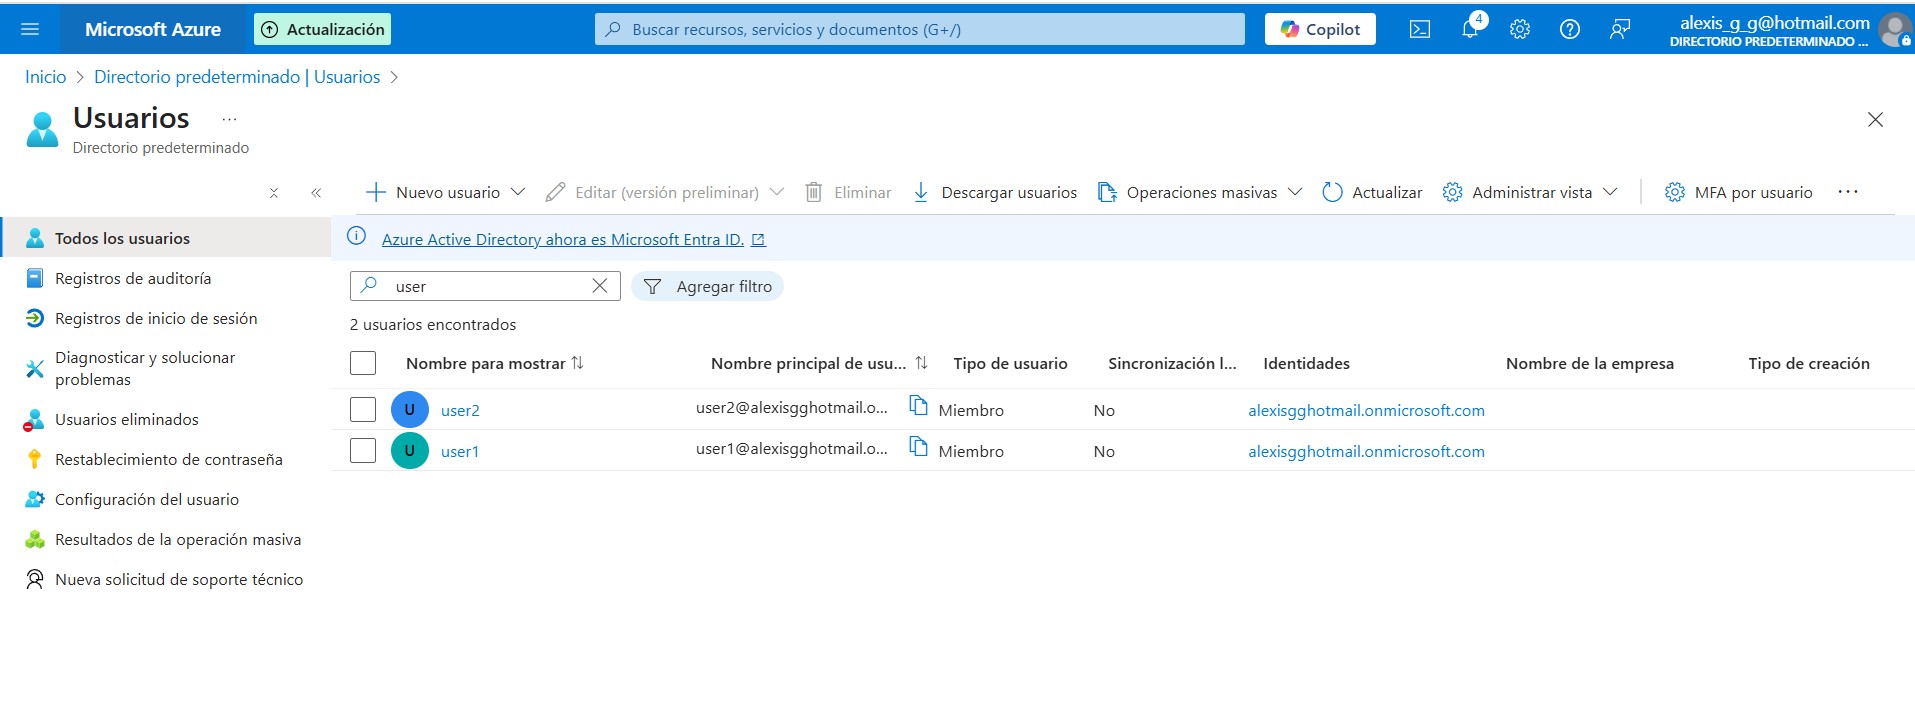 Microsoft Azure
Actualización
Buscar recursos, servicios y documentos (G+/)
Copilot
4
alexis_g_g@hotmail.com
DIRECTORIO PREDETERMINADO ...
Inicio > Directorio predeterminado | Usuarios >
Usuarios ...
Directorio predeterminado
Nuevo usuario Editar (versión preliminar) Eliminar Descargar usuarios Operaciones masivas Actualizar Administrar vista MFA por usuario ...
Todos los usuarios
Registros de auditoría
Registros de inicio de sesión
Diagnosticar y solucionar
problemas
Usuarios eliminados
Restablecimiento de contraseña
Configuración del usuario
Resultados de la operación masiva
Nueva solicitud de soporte técnico
Azure Active Directory ahora es Microsoft Entra ID.
user
Agregar filtro
2 usuarios encontrados
Nombre para mostrar Nombre principal de usu... Tipo de usuario Sincronización l... Identidades Nombre de la empresa Tipo de creación
U user2 user2@alexisgghotmail.o... Miembro No alexisgghotmail.onmicrosoft.com
U user1 user1@alexisgghotmail.o... Miembro No alexisgghotmail.onmicrosoft.com